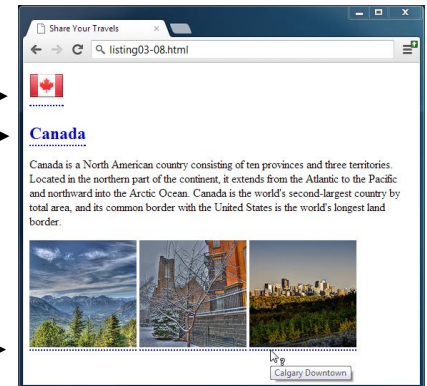 Share Your Travels
listing03-08.html
Canada
Canada is a North American country consisting of ten provinces and three territories.
Located in the northern part of the continent, it extends from the Atlantic to the Pacific
and northward into the Arctic Ocean. Canada is the world's second-largest country by
total area, and its common border with the United States is the world's longest land
border.
Calgary Downtown